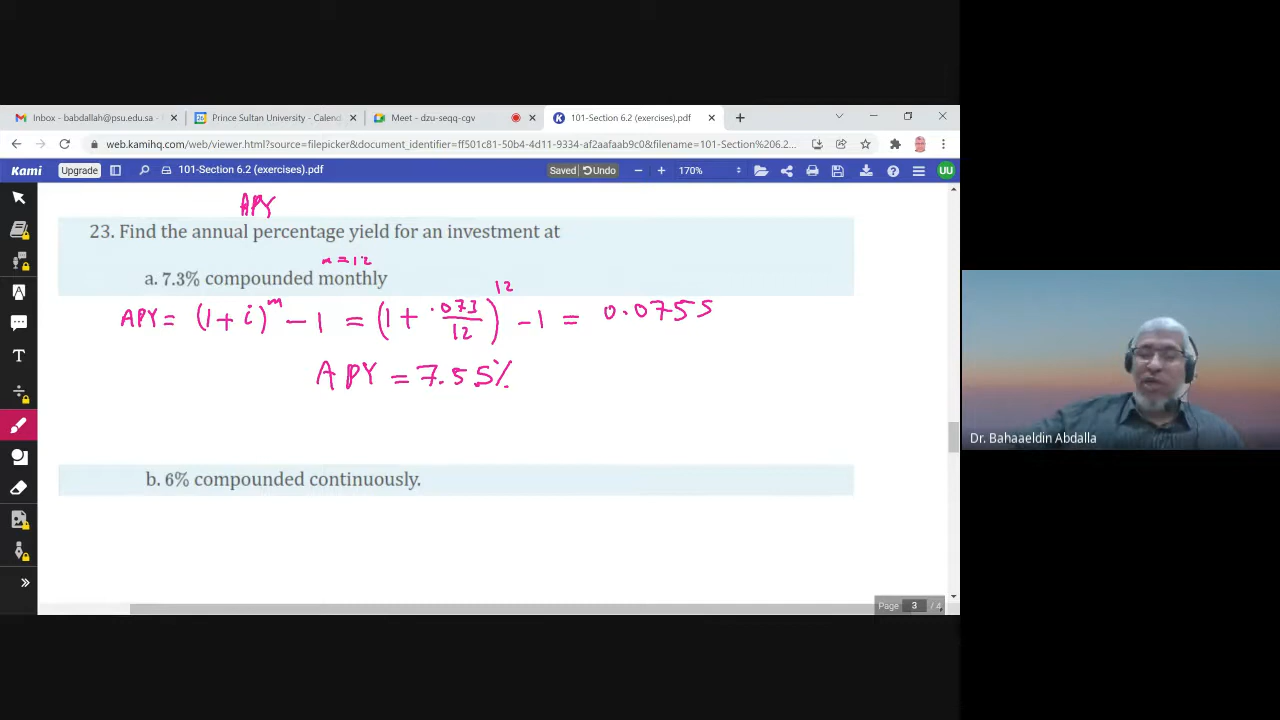 Inbox - babdallah@psu.edu.sa -
Prince Sultan University - Calend
Meet - dzu-seqq-cgv
101-Section 6.2 (exercises).pdf
web.kamihq.com/web/viewer.html?source=filepicker&document_identifier=ff501c81-50b4-4d11-9334-af2aafaab9c0&filename=101-Section%206.2...
Kami Upgrade 101-Section 6.2 (exercises).pdf Saved Undo 170% UU
APY
23. Find the annual percentage yield for an investment at
= 12
a. 7.3% compounded monthly
APY = (1 + i)^m - 1 = (1 + .073/12)^12 - 1 = 0.0755
APY = 7.55%
Dr. Bahaaeldin Abdalla
b. 6% compounded continuously.
Page 3 / 4